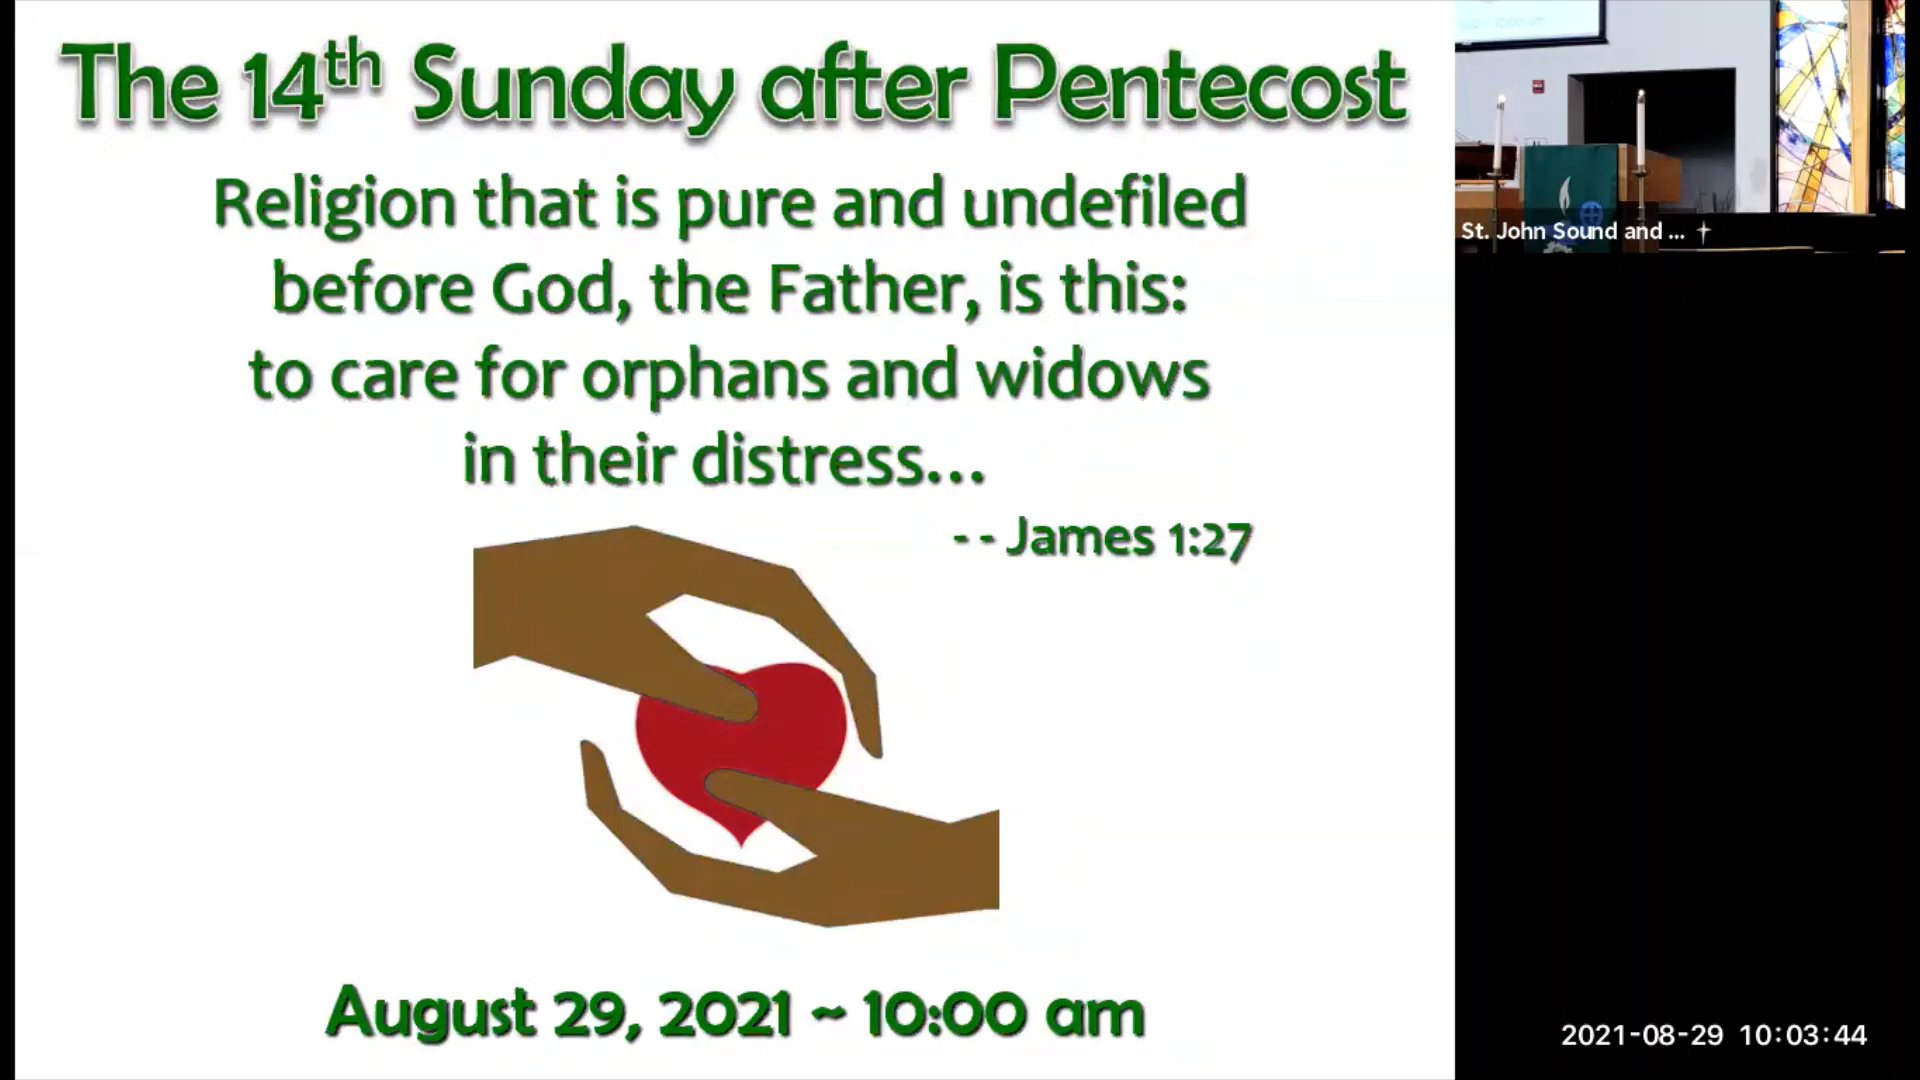 The 14th Sunday after Pentecost
Religion that is pure and undefiled
before God, the Father, is this:
to care for orphans and widows
in their distress...
-- James 1:27
August 29, 2021 ~ 10:00 am
St. John Sound and ...
2021-08-29 10:03:44